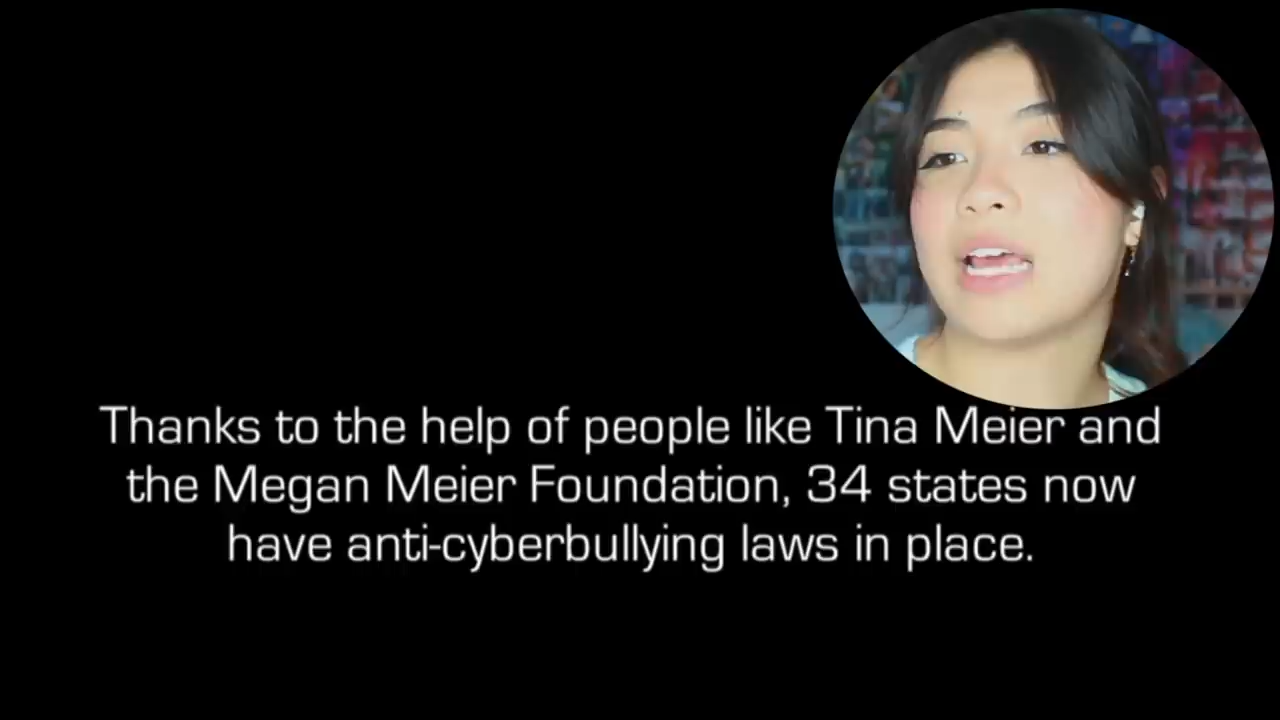 Thanks to the help of people like Tina Meier and
the Megan Meier Foundation, 34 states now
have anti-cyberbullying laws in place.